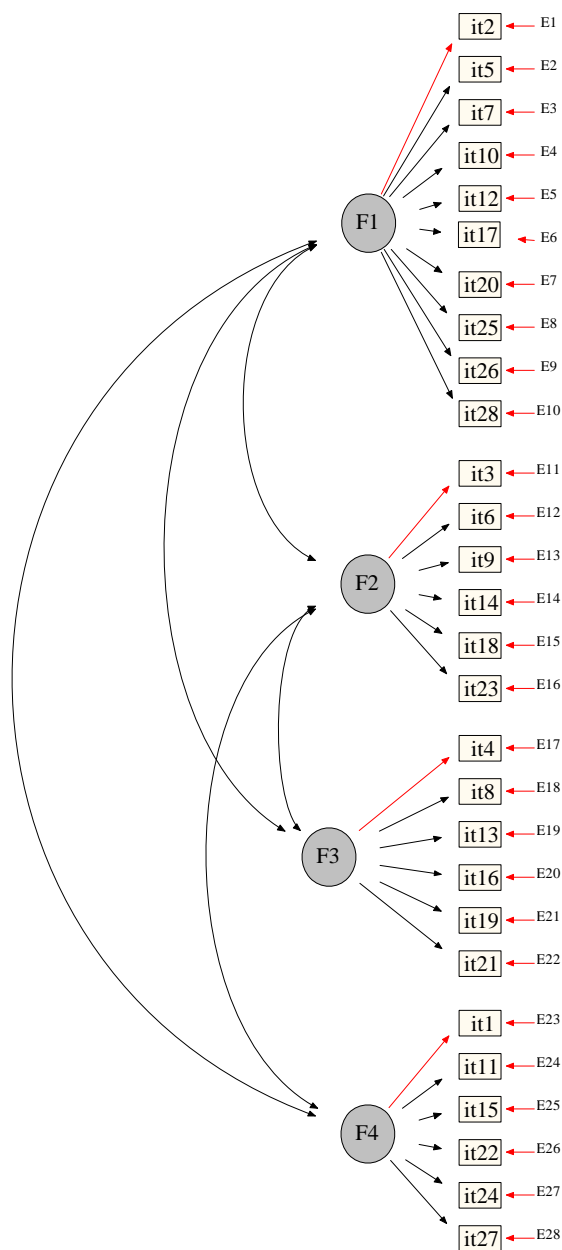 it2 E1
it5 E2
it7 E3
it10 E4
it12 E5
F1
it17 E6
it20 E7
it25 E8
it26 E9
it28 E10
it3 E11
it6 E12
it9 E13
F2
it14 E14
it18 E15
it23 E16
it4 E17
it8 E18
it13 E19
F3
it16 E20
it19 E21
it21 E22
it1 E23
it11 E24
it15 E25
F4
it22 E26
it24 E27
it27 E28